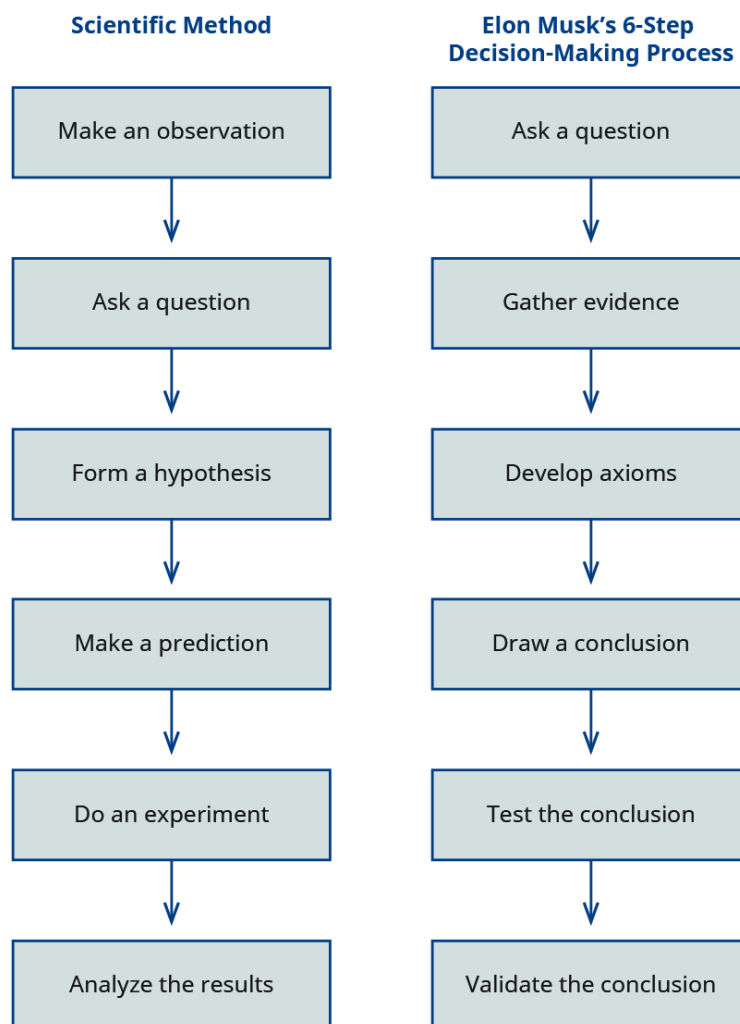 Scientific Method
Make an observation
Ask a question
Form a hypothesis
Make a prediction
Do an experiment
Analyze the results
Elon Musk’s 6-Step
Decision-Making Process
Ask a question
Gather evidence
Develop axioms
Draw a conclusion
Test the conclusion
Validate the conclusion